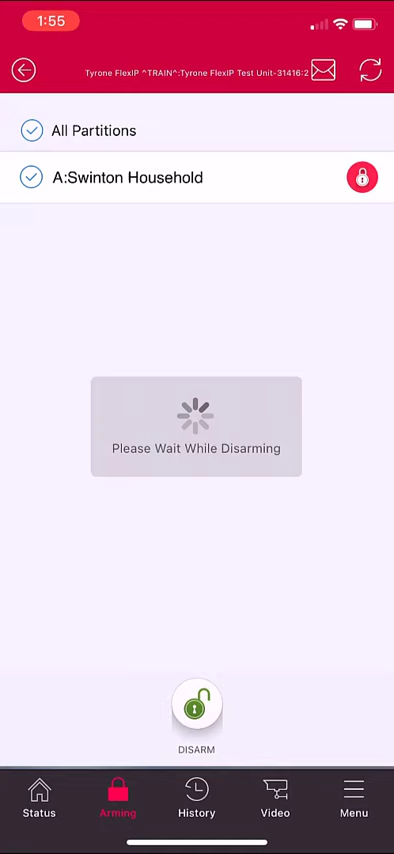 1:55
Tyrone FlexIP ^TRAIN^:Tyrone FlexIP Test Unit-31416:2
All Partitions
A:Swinton Household
Please Wait While Disarming
DISARM
Status
Arming
History
Video
Menu